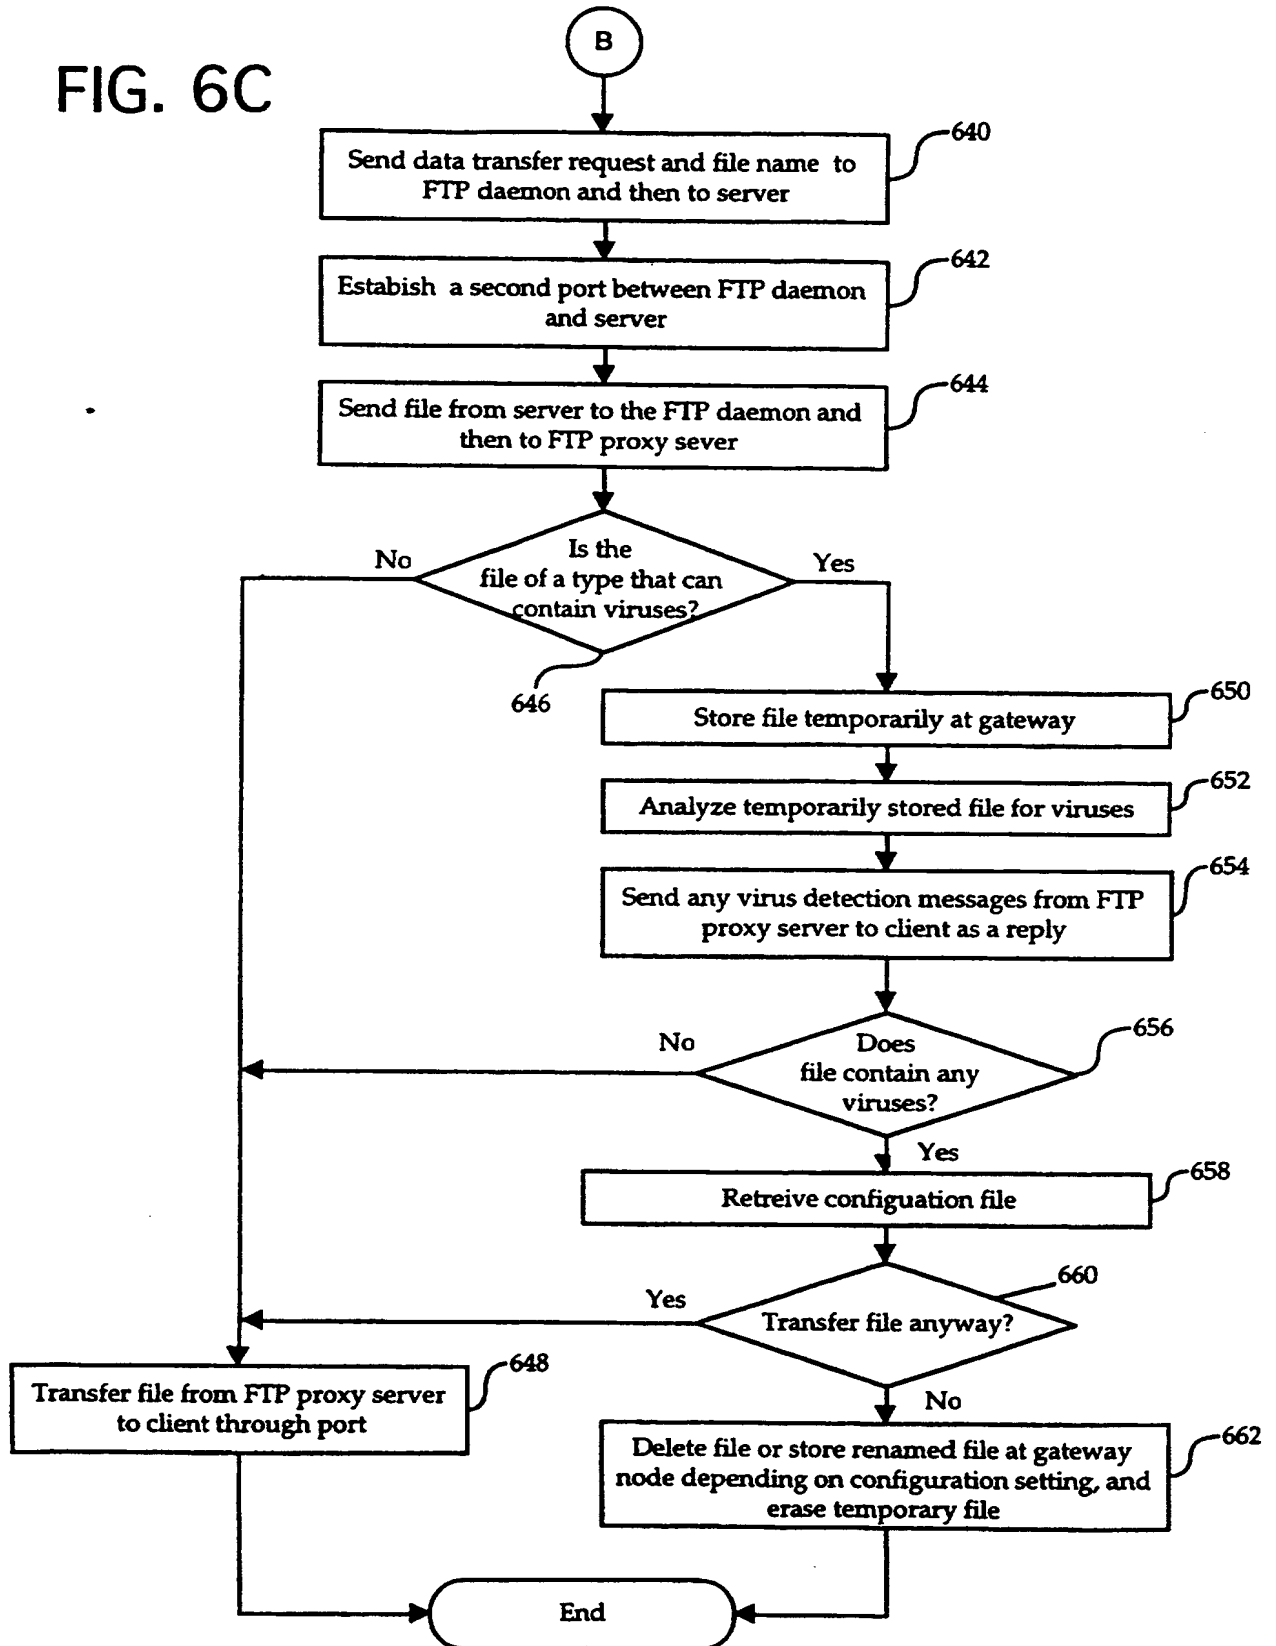 B
FIG. 6C
640
Send data transfer request and file name to
FTP daemon and then to server
642
Estabish a second port between FTP daemon
and server
644
Send file from server to the FTP daemon and
then to FTP proxy sever
No
Is the
file of a type that can
contain viruses?
Yes
646
650
Store file temporarily at gateway
652
Analyze temporarily stored file for viruses
654
Send any virus detection messages from FTP
proxy server to client as a reply
656
No
Does
file contain any
viruses?
Yes
658
Retreive configuation file
660
Yes
Transfer file anyway?
648
Transfer file from FTP proxy server
to client through port
No
662
Delete file or store renamed file at gateway
node depending on configuration setting, and
erase temporary file
End